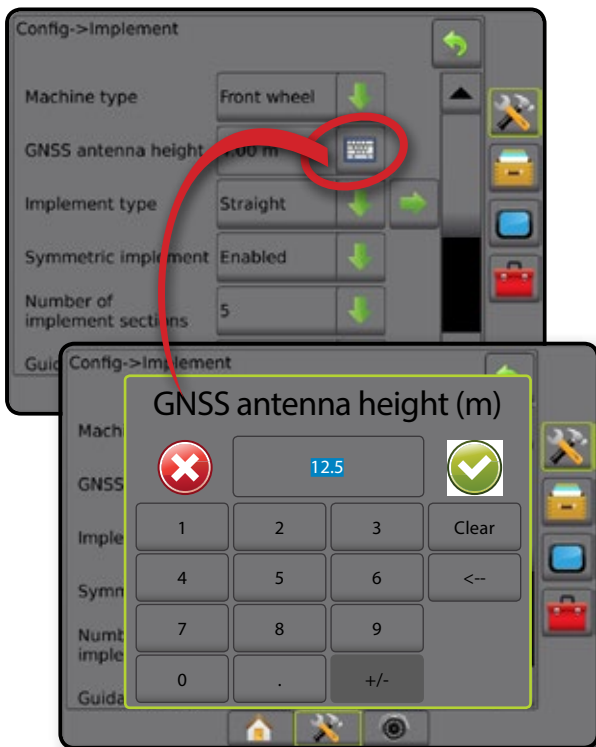 Config->Implement
Machine type Front wheel
GNSS antenna height .00 m
Implement type Straight
Symmetric implement Enabled
Number of
implement sections 5
Guid
Config->Implement
GNSS antenna height (m)
Mach
12.5
GNSS
1 2 3 Clear
Imple
4 5 6 <--
Symn
7 8 9
Numb
imple
0 . +/-
Guida